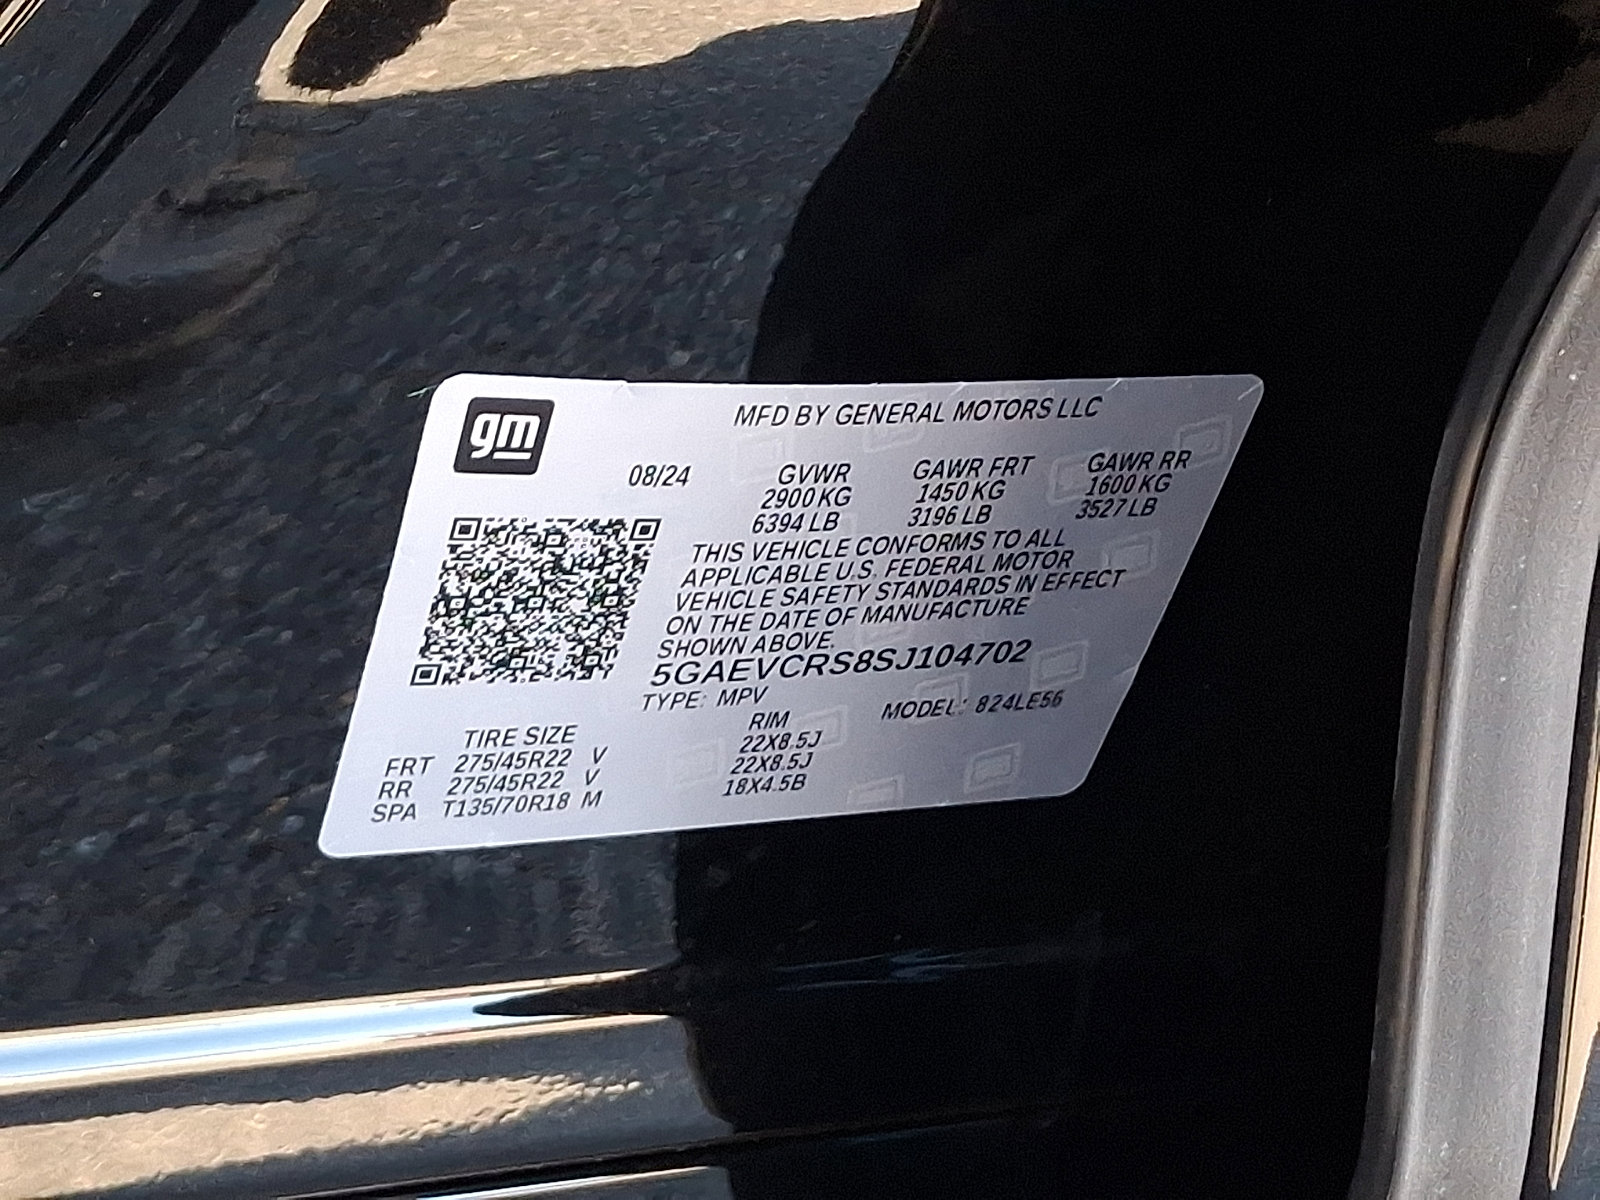 gm
MFD BY GENERAL MOTORS LLC
08/24 GVWR GAWR FRT GAWR RR
2900 KG 1450 KG 1600 KG
6394 LB 3196 LB 3527 LB
THIS VEHICLE CONFORMS TO ALL
APPLICABLE U.S. FEDERAL MOTOR
VEHICLE SAFETY STANDARDS IN EFFECT
ON THE DATE OF MANUFACTURE
SHOWN ABOVE.
5GAEVCRS8SJ104702
TYPE: MPV MODEL: 824LE56
TIRE SIZE RIM
FRT 275/45R22 V 22X8.5J
RR 275/45R22 V 22X8.5J
SPA T135/70R18 M 18X4.5B